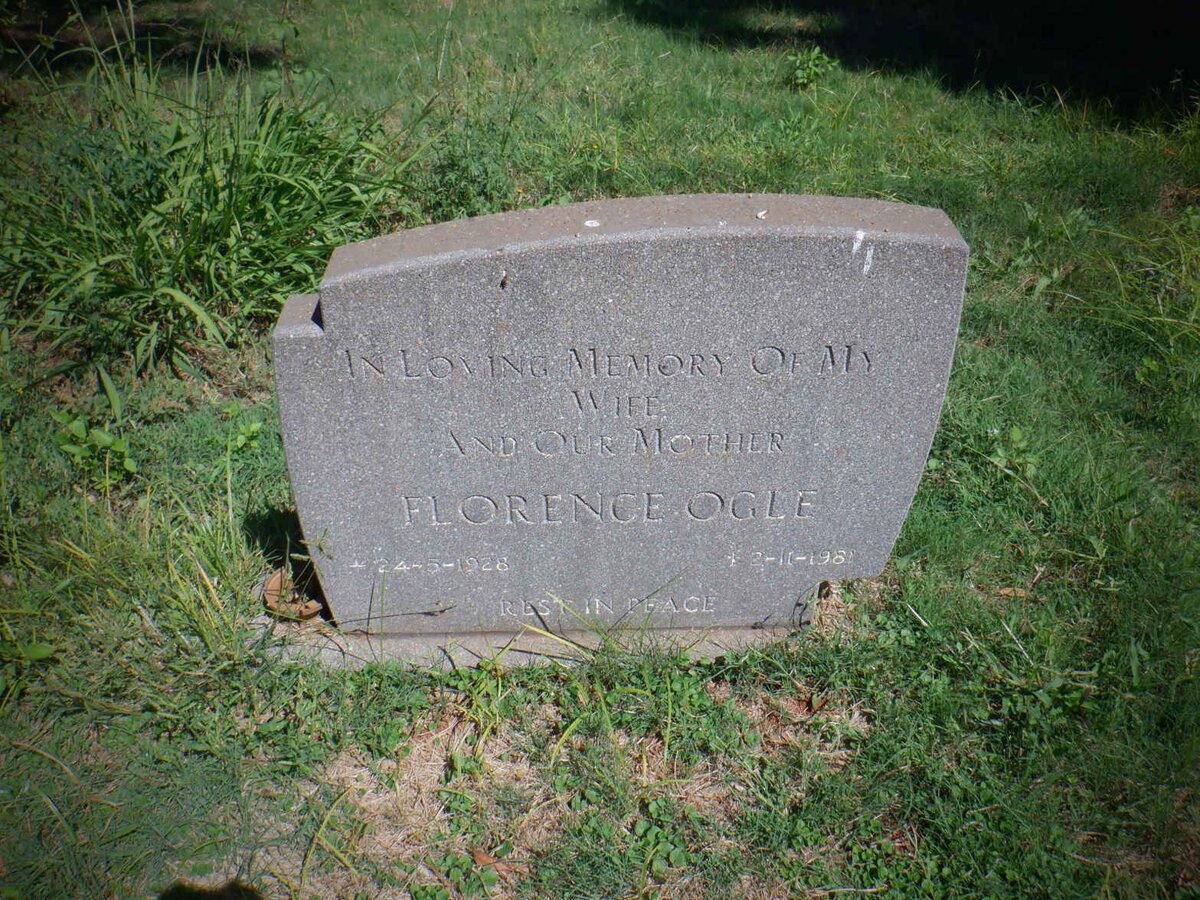 In Loving Memory Of My
Wife
And Our Mother
FLORENCE OGLE
* 24-5-1928 † 2-11-1981
REST IN PEACE